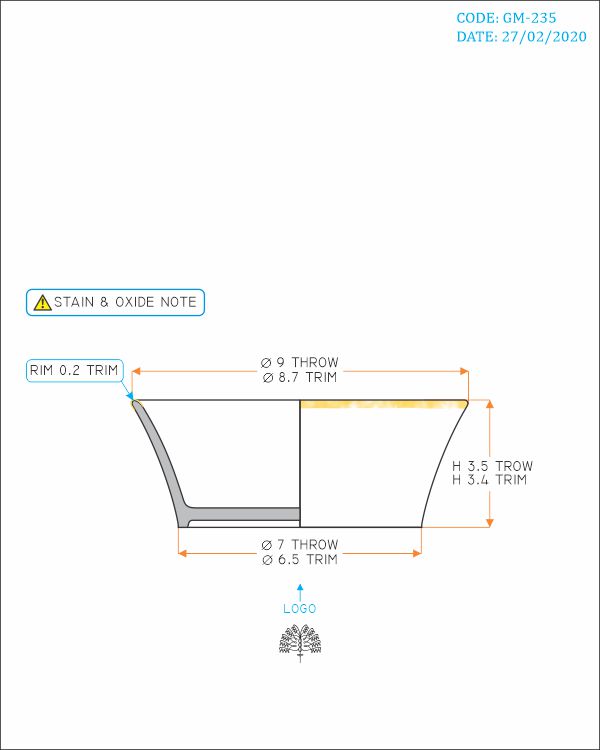 CODE: GM-235
DATE: 27/02/2020
STAIN & OXIDE NOTE
RIM 0.2 TRIM
Ø 9 THROW
Ø 8.7 TRIM
H 3.5 TROW
H 3.4 TRIM
Ø 7 THROW
Ø 6.5 TRIM
LOGO